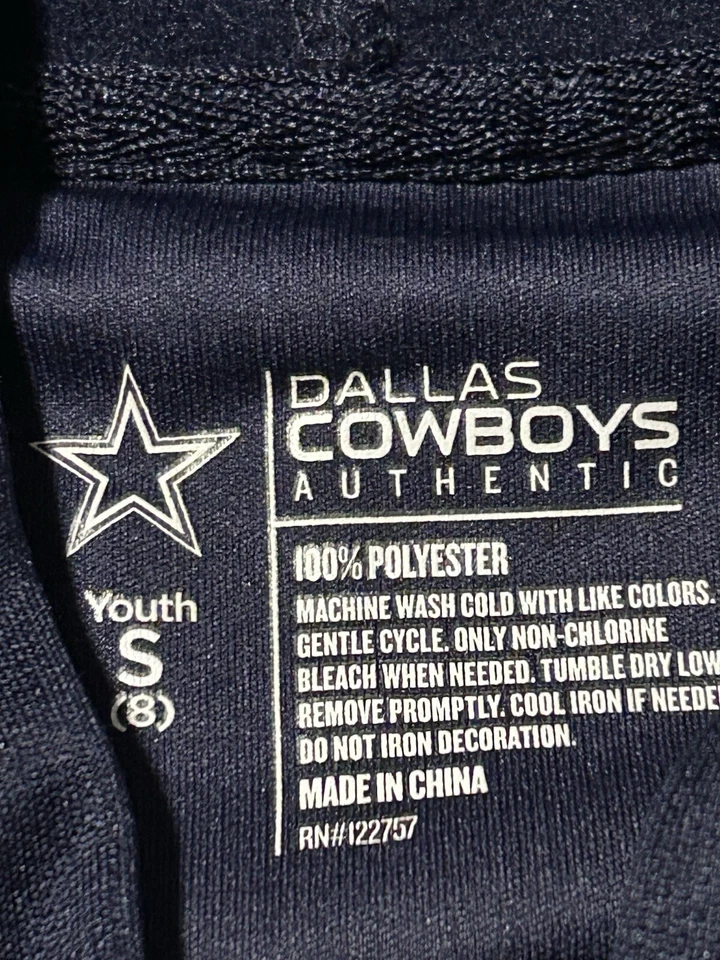 DALLAS
COWBOYS
AUTHENTIC
Youth
S
(8)
100% POLYESTER
MACHINE WASH COLD WITH LIKE COLORS.
GENTLE CYCLE. ONLY NON-CHLORINE
BLEACH WHEN NEEDED. TUMBLE DRY LOW
REMOVE PROMPTLY. COOL IRON IF NEEDE
DO NOT IRON DECORATION.
MADE IN CHINA
RN#122757